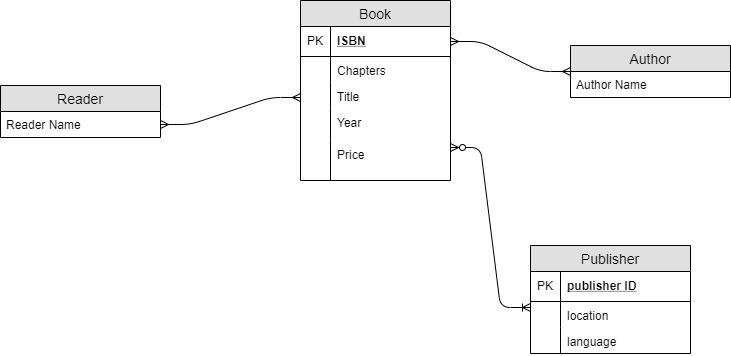 Book
PK ISBN
Chapters
Title
Year
Price
Author
Author Name
Reader
Reader Name
Publisher
PK publisher ID
location
language